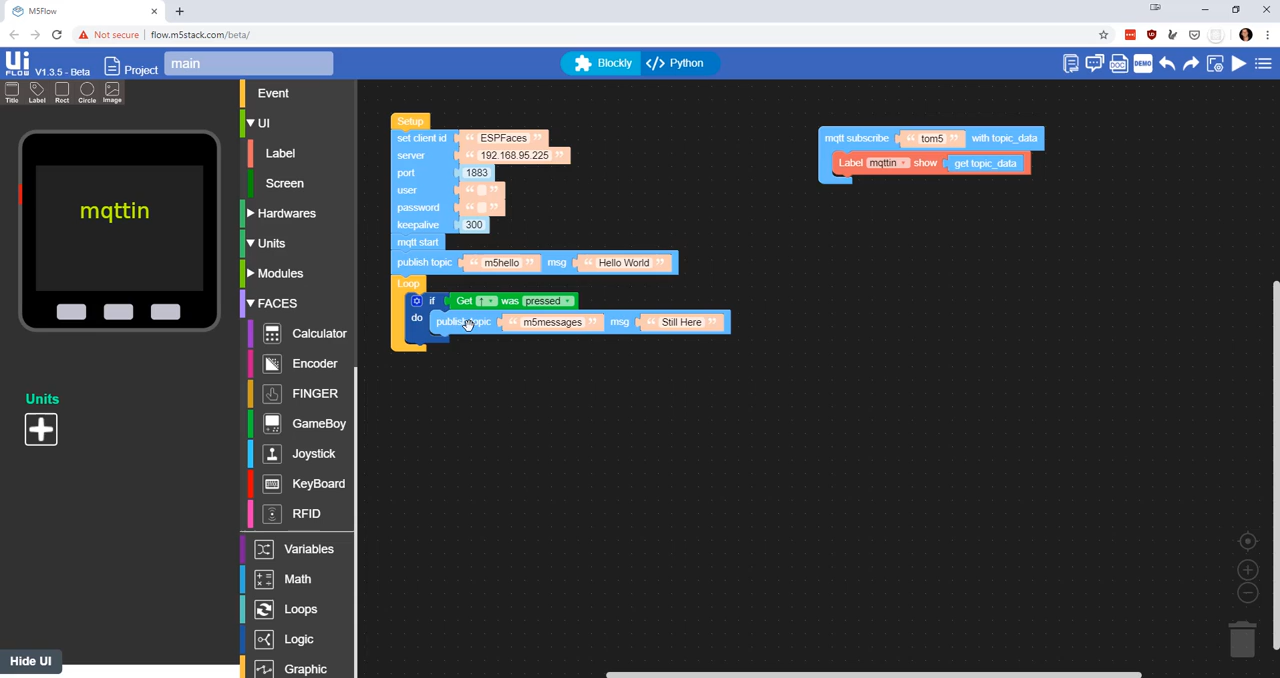 M5Flow
Not secure | flow.m5stack.com/beta/
Ui
FLOW V1.3.5 - Beta
Project
main
Blockly
</> Python
DOC
DEMO
Title
Label
Rect
Circle
Image
mqttin
Units
Hide UI
Event
UI
Label
Screen
Hardwares
Units
Modules
FACES
Calculator
Encoder
FINGER
GameBoy
Joystick
KeyBoard
RFID
Variables
Math
Loops
Logic
Graphic
Setup
set client id “ ESPFaces ”
server “ 192.168.95.225 ”
port 1883
user “ ”
password “ ”
keepalive 300
mqtt start
publish topic “ m5hello ” msg “ Hello World ”
Loop
if Get ↑ was pressed
do publish topic “ m5messages ” msg “ Still Here ”
mqtt subscribe “ tom5 ” with topic_data
Label mqttin show get topic_data